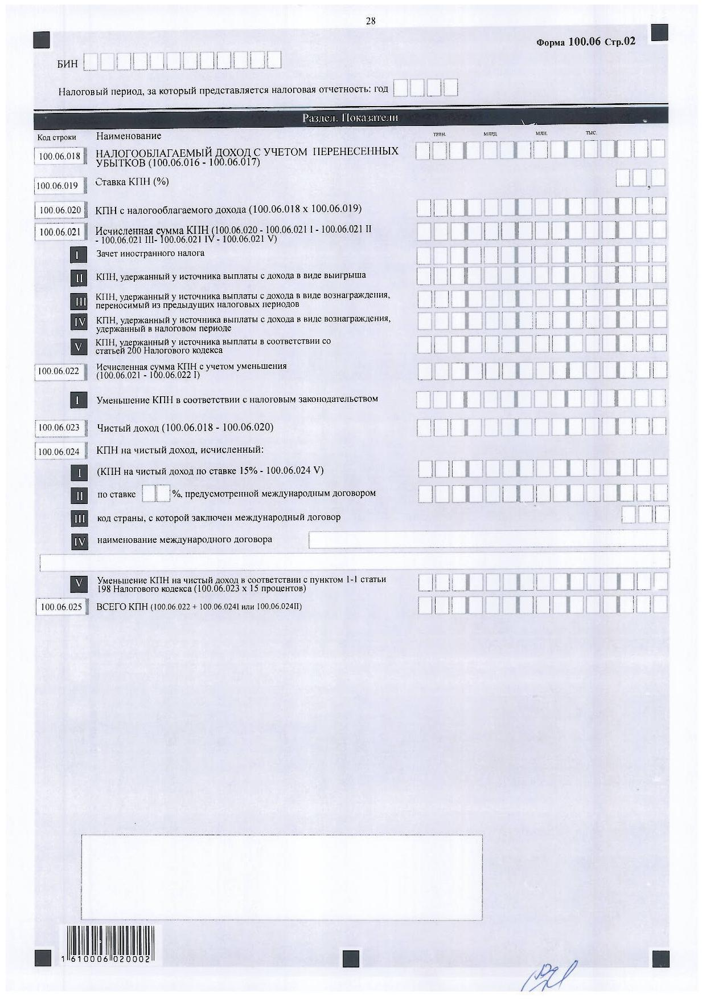 28
Форма 100.06 Стр.02
БИН
Налоговый период, за который представляется налоговая отчетность: год
Раздел. Показатели
Код строки Наименование ТРЛН. МЛРД. МЛН. ТЫС.
100.06.018 НАЛОГООБЛАГАЕМЫЙ ДОХОД С УЧЕТОМ ПЕРЕНЕСЕННЫХ
УБЫТКОВ (100.06.016 - 100.06.017)
100.06.019 Ставка КПН (%) ,
100.06.020 КПН с налогооблагаемого дохода (100.06.018 х 100.06.019)
100.06.021 Исчисленная сумма КПН (100.06.020 - 100.06.021 I - 100.06.021 II
- 100.06.021 III- 100.06.021 IV - 100.06.021 V)
I Зачет иностранного налога
II КПН, удержанный у источника выплаты с дохода в виде выигрыша
III КПН, удержанный у источника выплаты с дохода в виде вознаграждения,
переносимый из предыдущих налоговых периодов
IV КПН, удержанный у источника выплаты с дохода в виде вознаграждения,
удержанный в налоговом периоде
V КПН, удержанный у источника выплаты в соответствии со
статьей 200 Налогового кодекса
100.06.022 Исчисленная сумма КПН с учетом уменьшения
(100.06.021 - 100.06.022 I)
I Уменьшение КПН в соответствии с налоговым законодательством
100.06.023 Чистый доход (100.06.018 - 100.06.020)
100.06.024 КПН на чистый доход, исчисленный:
I (КПН на чистый доход по ставке 15% - 100.06.024 V)
II по ставке %, предусмотренной международным договором
III код страны, с которой заключен международный договор
IV наименование международного договора
V Уменьшение КПН на чистый доход в соответствии с пунктом 1-1 статьи
198 Налогового кодекса (100.06.023 х 15 процентов)
100.06.025 ВСЕГО КПН (100.06.022 + 100.06.024I или 100.06.024II)
1 610006 020002